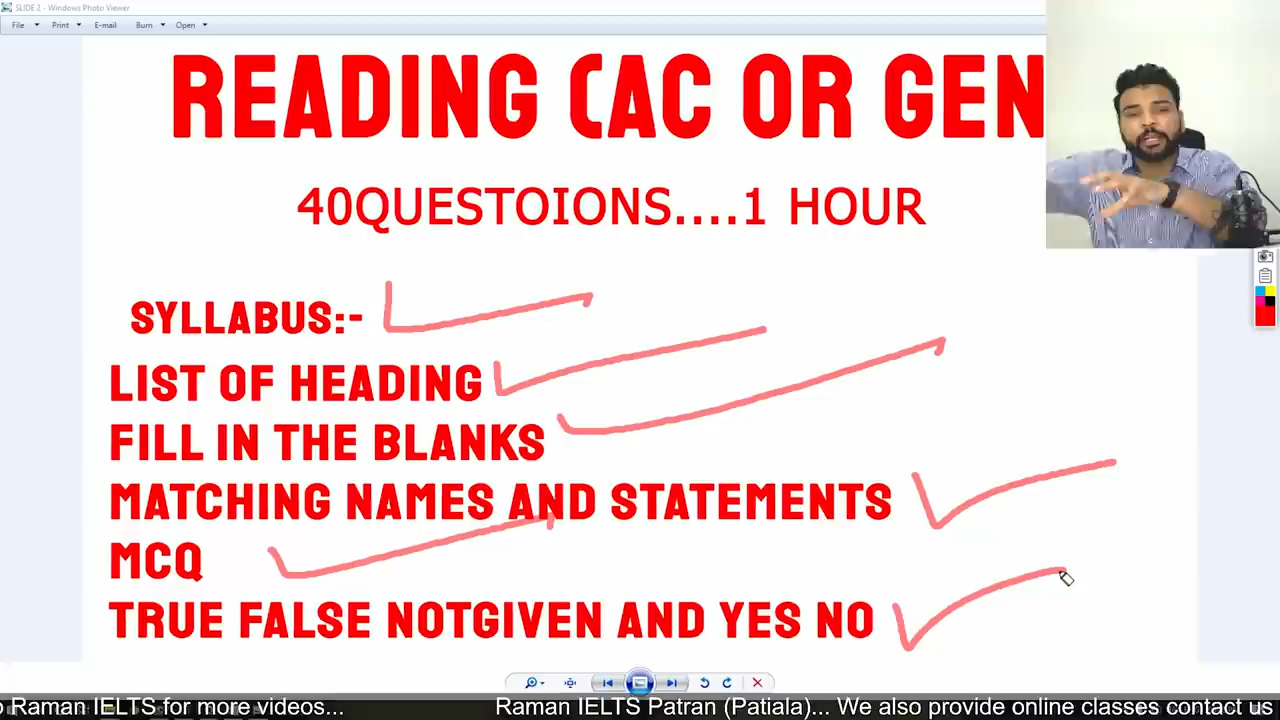 SLIDE 2 - Windows Photo Viewer
File Print E-mail Burn Open
READING (AC OR GEN
40QUESTOIONS....1 HOUR
SYLLABUS:-
LIST OF HEADING
FILL IN THE BLANKS
MATCHING NAMES AND STATEMENTS
MCQ
TRUE FALSE NOTGIVEN AND YES NO
o Raman IELTS for more videos... Raman IELTS Patran (Patiala)... We also provide online classes contact us